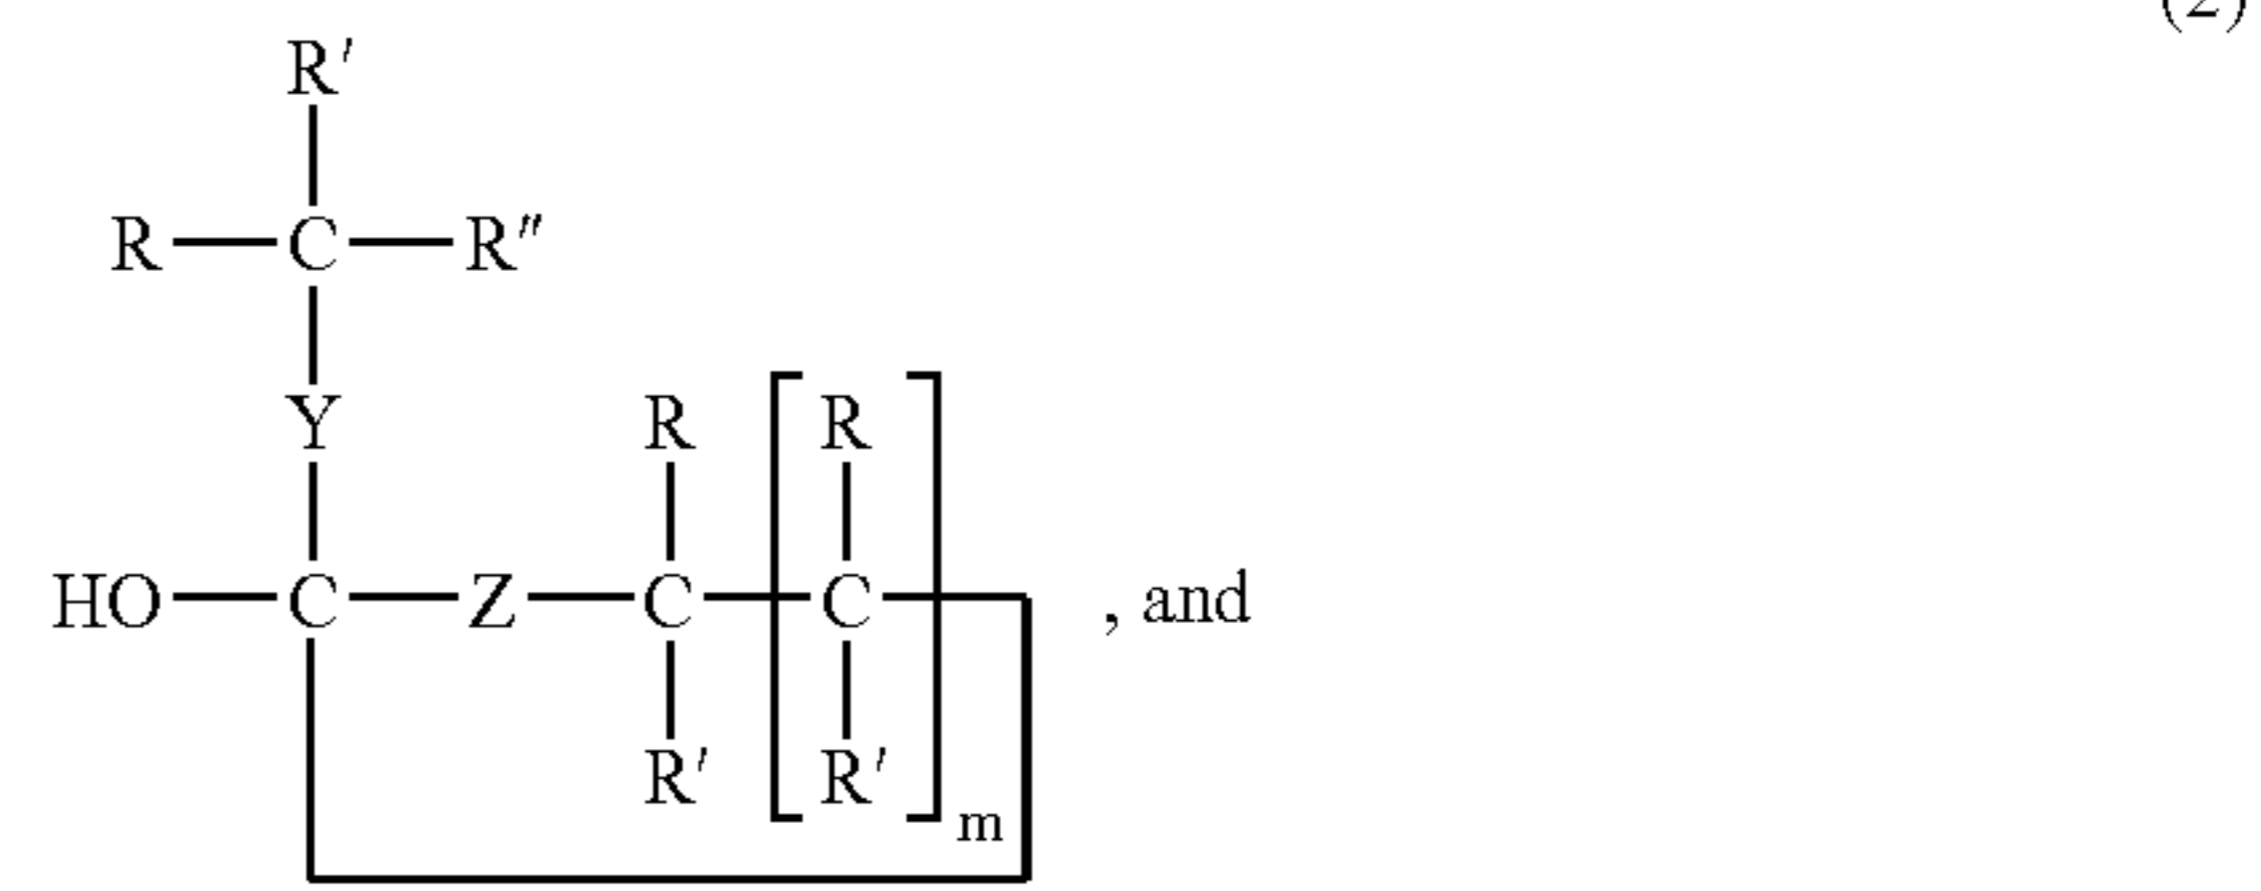 (2)
R'
R C R"
Y R R
HO C Z C C , and
R' R'
m